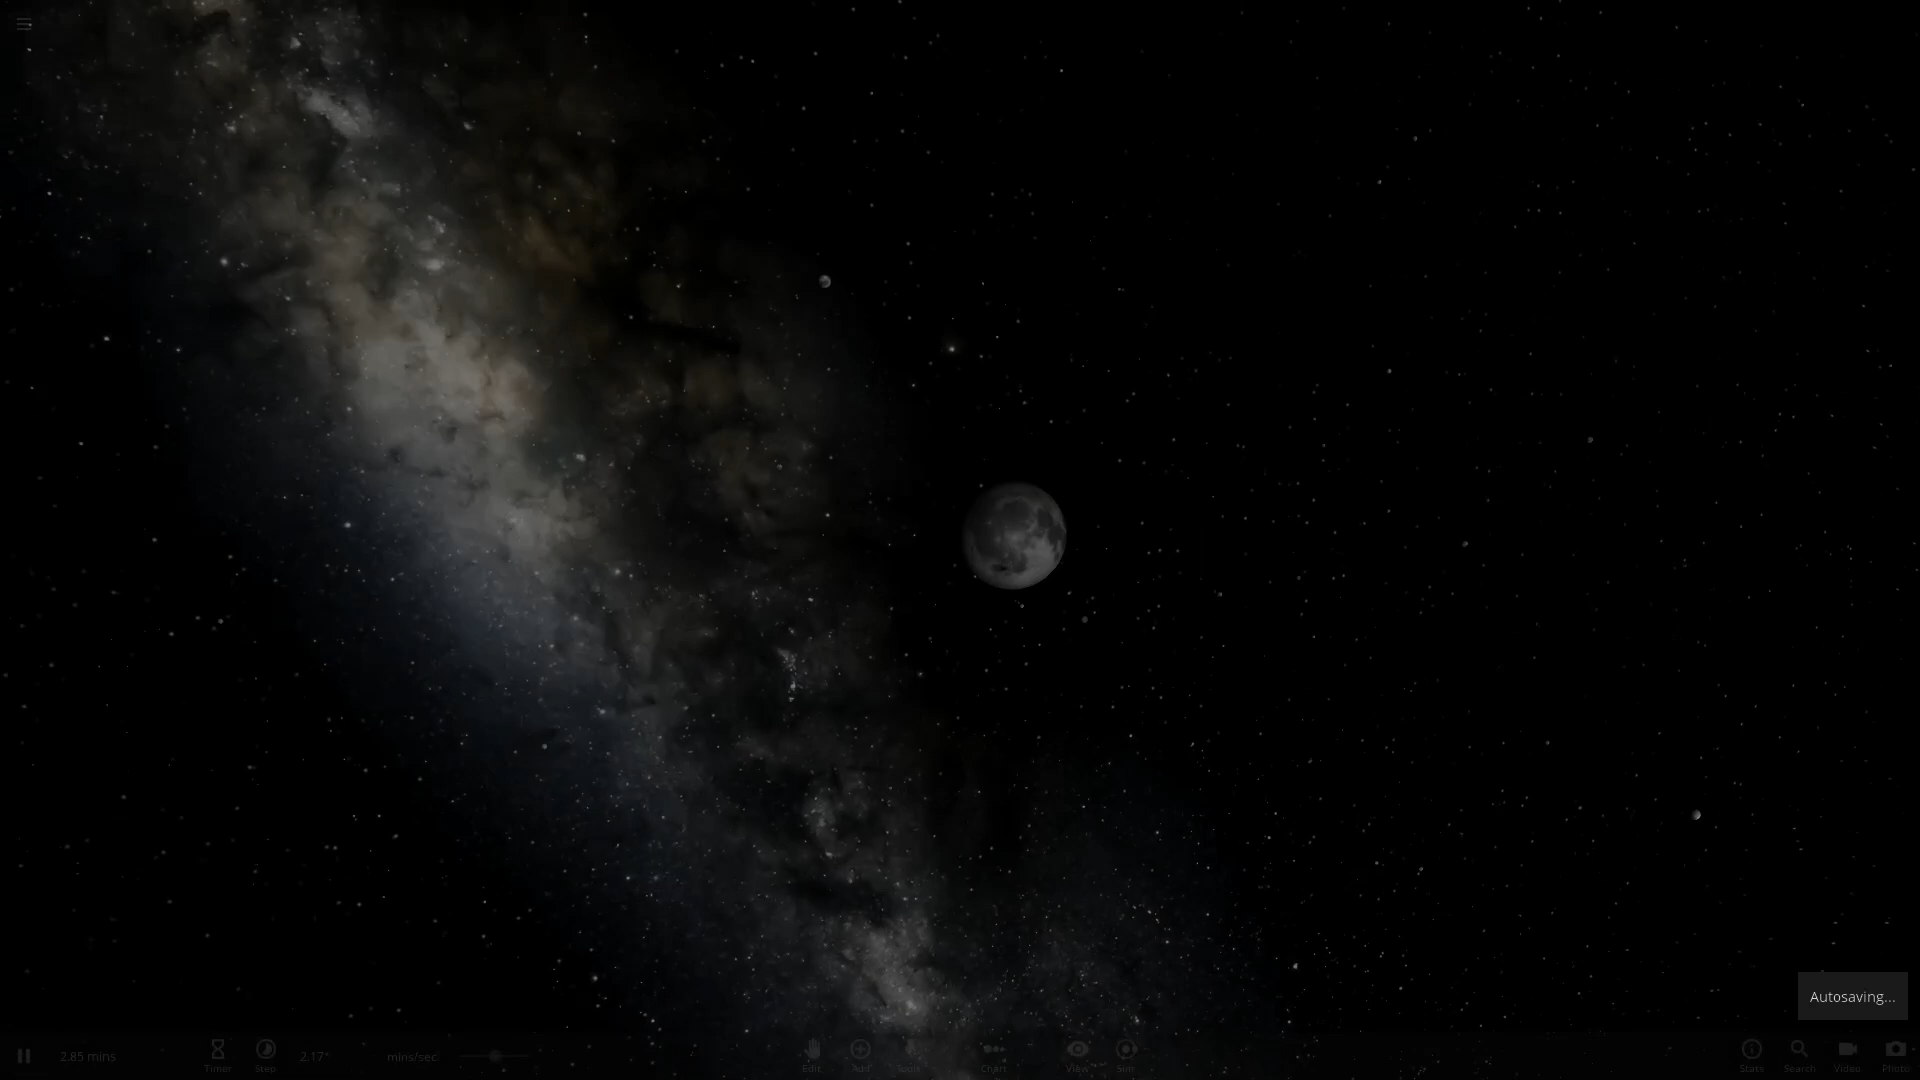 Autosaving...
2.85 mins
Timer
Step
2.17*
mins/sec
Edit
Add
Tools
Chart
View
Sim
Stats
Search
Video
Photo